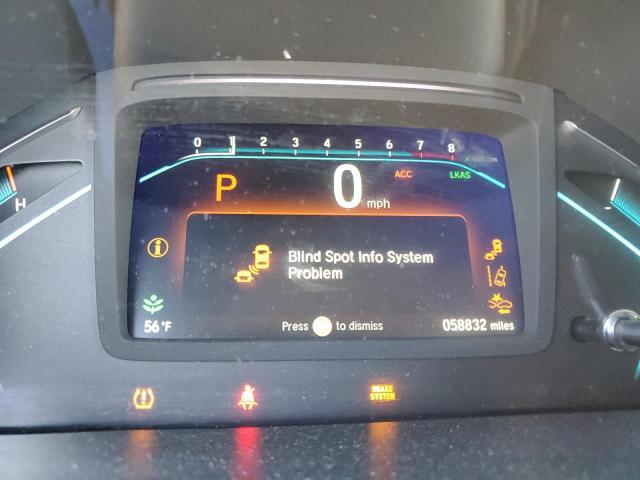 0 1 2 3 4 5 6 7 8
P 0 mph
ACC
LKAS
H
Blind Spot Info System
Problem
56°F
Press to dismiss
058832 miles
BRAKE
SYSTEM